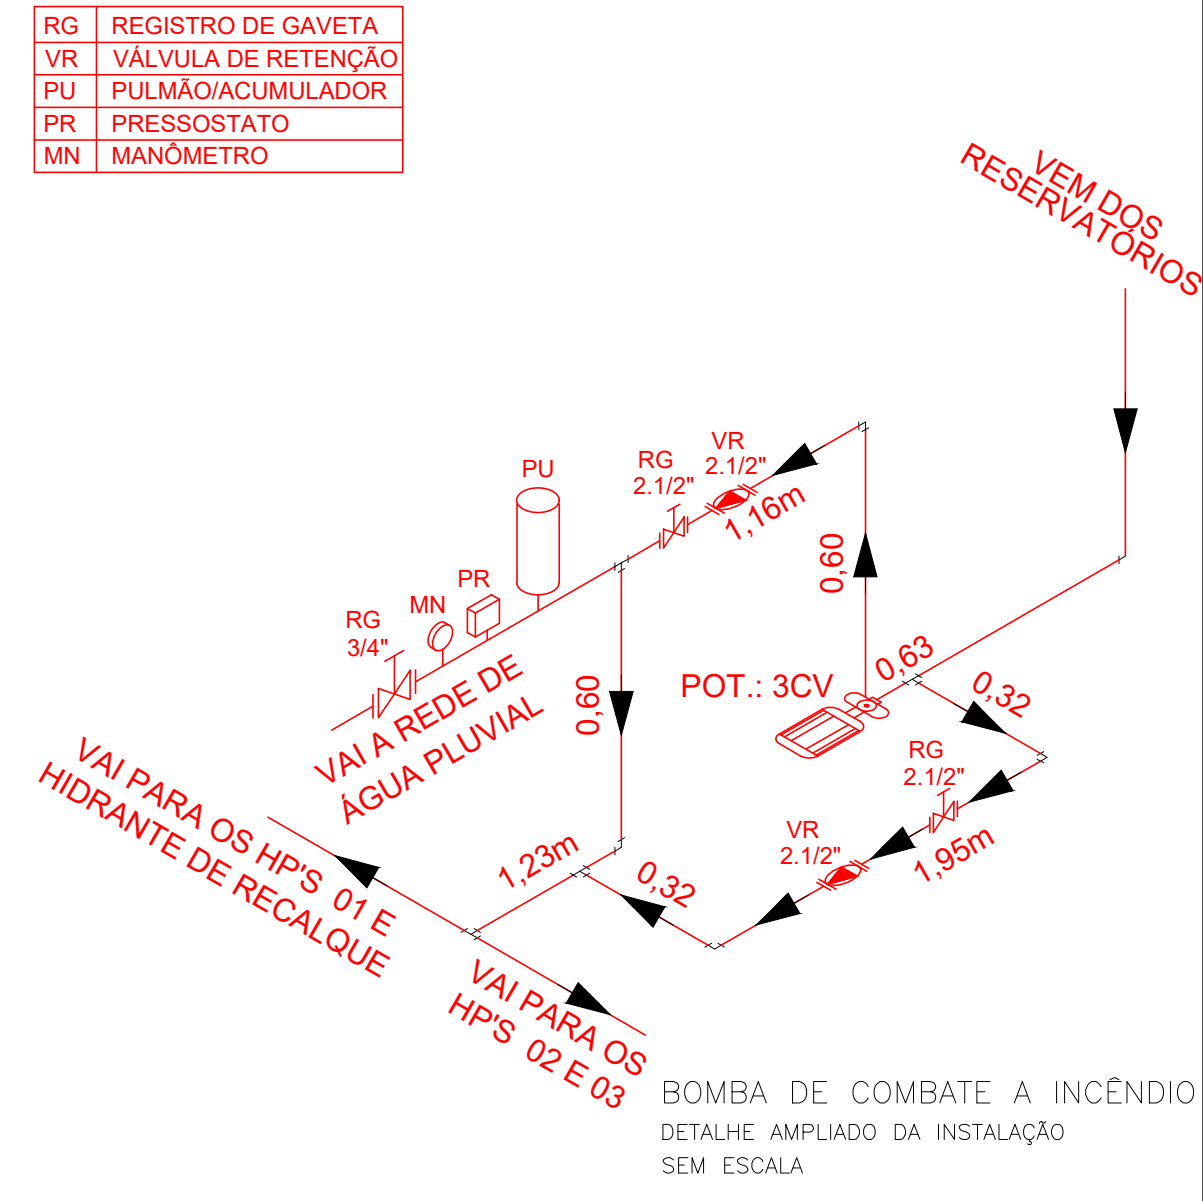 RG REGISTRO DE GAVETA
VR VÁLVULA DE RETENÇÃO
PU PULMÃO/ACUMULADOR
PR PRESSOSTATO
MN MANÔMETRO
VEM DOS
RESERVATÓRIOS
VR
2.1/2"
RG
2.1/2"
1,16m
PU
PR
MN
RG
3/4"
0,60
0,60
POT.: 3CV
0,63
0,32
VAI A REDE DE
ÁGUA PLUVIAL
RG
2.1/2"
VR
2.1/2"
1,95m
VAI PARA OS HP'S 01 E
HIDRANTE DE RECALQUE
1,23m
0,32
VAI PARA OS
HP'S 02 E 03
BOMBA DE COMBATE A INCÊNDIO
DETALHE AMPLIADO DA INSTALAÇÃO
SEM ESCALA